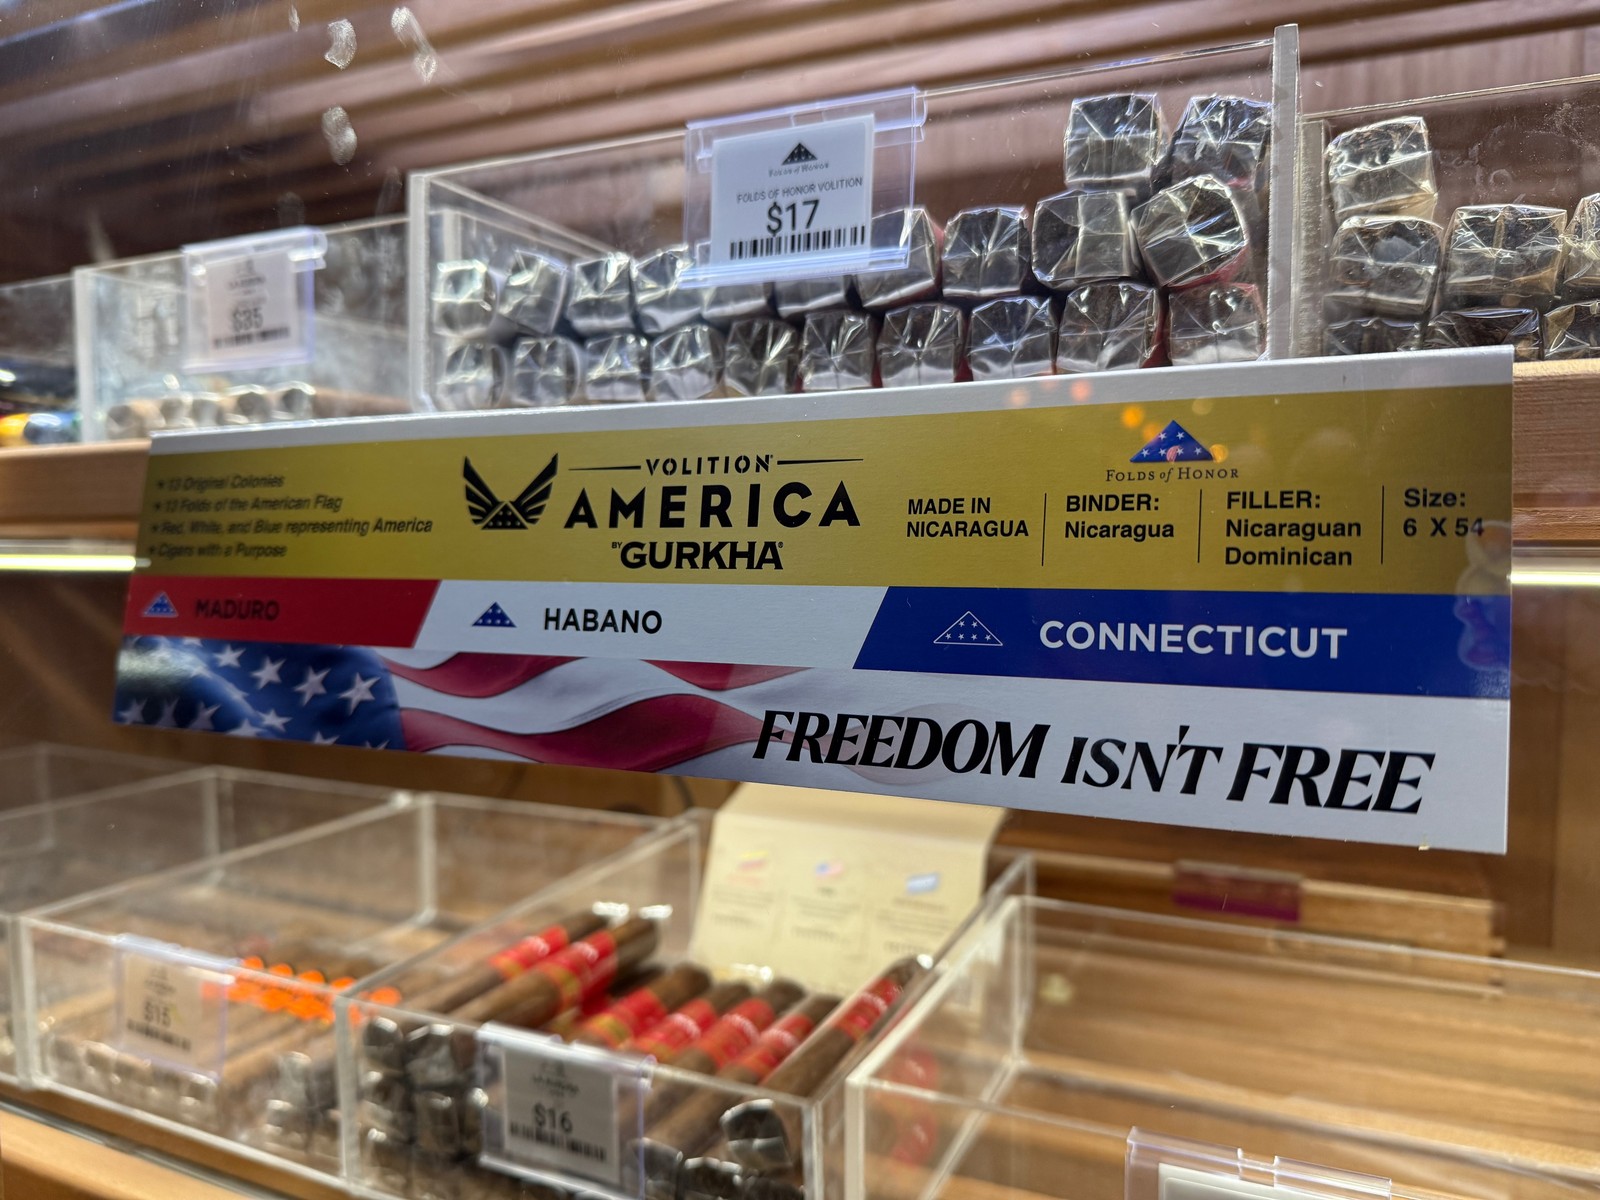 Folds of Honor
FOLDS OF HONOR VOLITION
$17
$35
13 Original Colonies
13 Folds of the American Flag
Red, White, and Blue representing America
Cigars with a Purpose
VOLITION
AMERICA
BY GURKHA®
FOLDS of HONOR
MADE IN
NICARAGUA
BINDER:
Nicaragua
FILLER:
Nicaraguan
Dominican
Size:
6 X 54
MADURO
HABANO
CONNECTICUT
FREEDOM ISN'T FREE
$15
$16